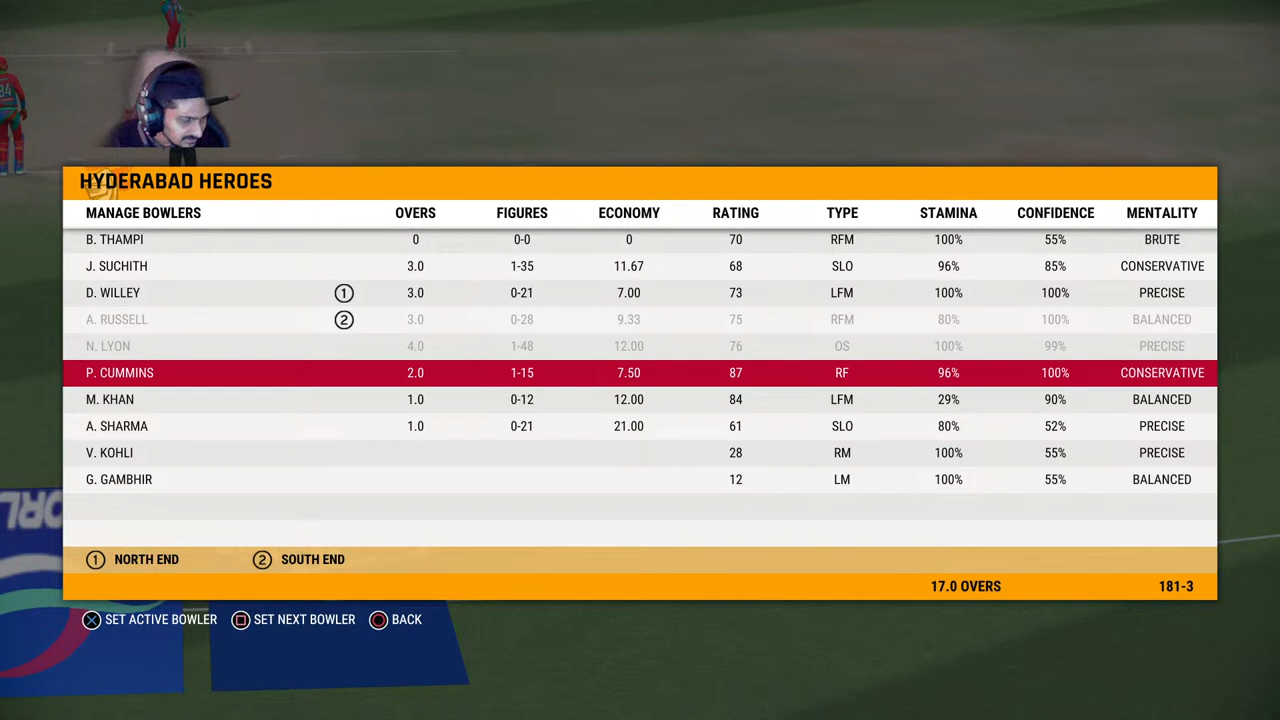 34
HYDERABAD HEROES
MANAGE BOWLERS OVERS FIGURES ECONOMY RATING TYPE STAMINA CONFIDENCE MENTALITY
B. THAMPI 0 0-0 0 70 RFM 100% 55% BRUTE
J. SUCHITH 3.0 1-35 11.67 68 SLO 96% 85% CONSERVATIVE
D. WILLEY 1 3.0 0-21 7.00 73 LFM 100% 100% PRECISE
A. RUSSELL 2 3.0 0-28 9.33 75 RFM 80% 100% BALANCED
N. LYON 4.0 1-48 12.00 76 OS 100% 99% PRECISE
P. CUMMINS 2.0 1-15 7.50 87 RF 96% 100% CONSERVATIVE
M. KHAN 1.0 0-12 12.00 84 LFM 29% 90% BALANCED
A. SHARMA 1.0 0-21 21.00 61 SLO 80% 52% PRECISE
V. KOHLI 28 RM 100% 55% PRECISE
G. GAMBHIR 12 LM 100% 55% BALANCED
1 NORTH END 2 SOUTH END
17.0 OVERS 181-3
SET ACTIVE BOWLER SET NEXT BOWLER BACK